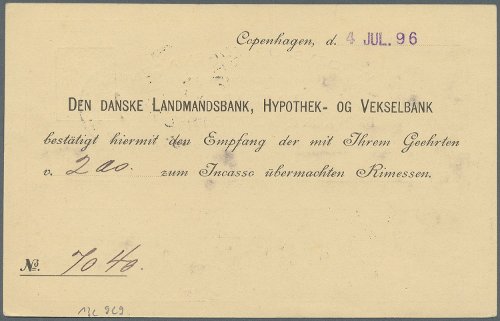 Copenhagen, d. 4 JUL. 96
DEN DANSKE LANDMANDSBANK, HYPOTHEK- OG VEKSELBANK
bestätigt hiermit den Empfang der mit Ihrem Geehrten
v. 2 co. zum Incasso übermachten Rimessen.
No. 7040.